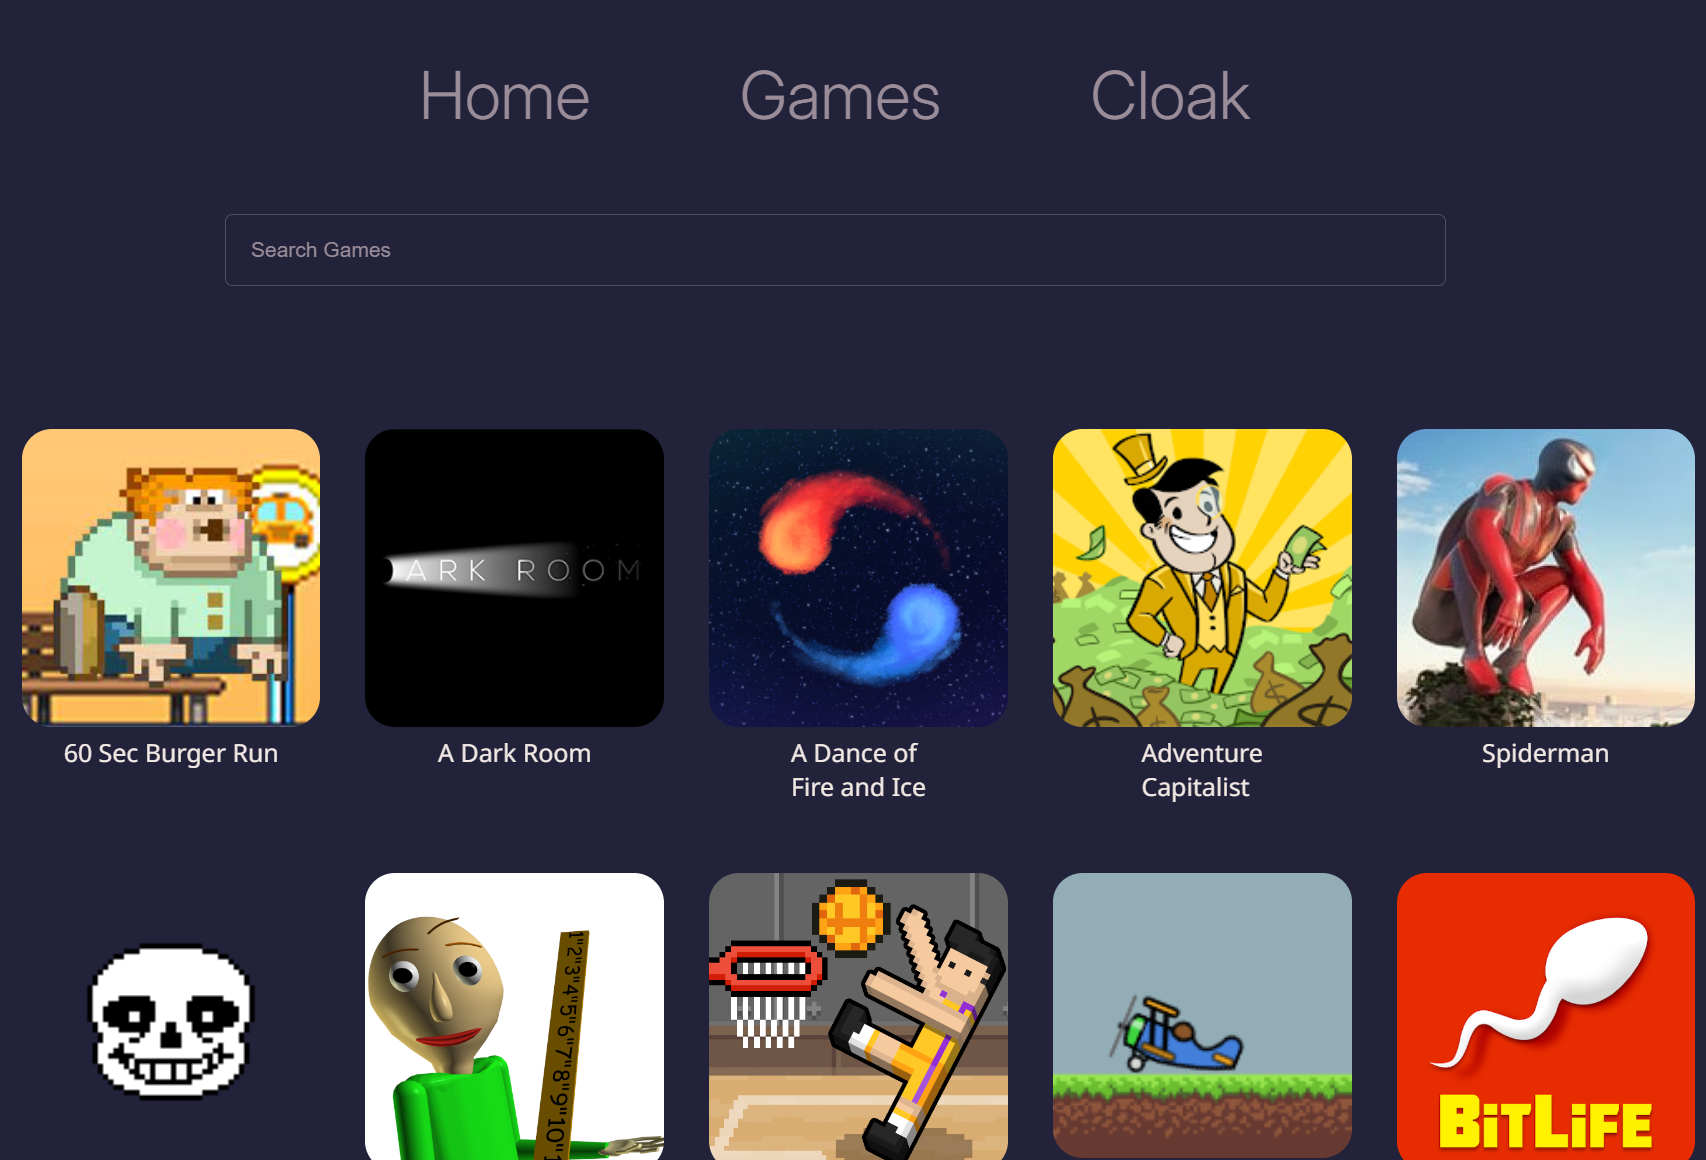 Home Games Cloak
Search Games
ARK ROOM
60 Sec Burger Run
A Dark Room
A Dance of
Fire and Ice
Adventure
Capitalist
Spiderman
1"2"3"4"5"6"7"8"9"10"1
BiTLiFE